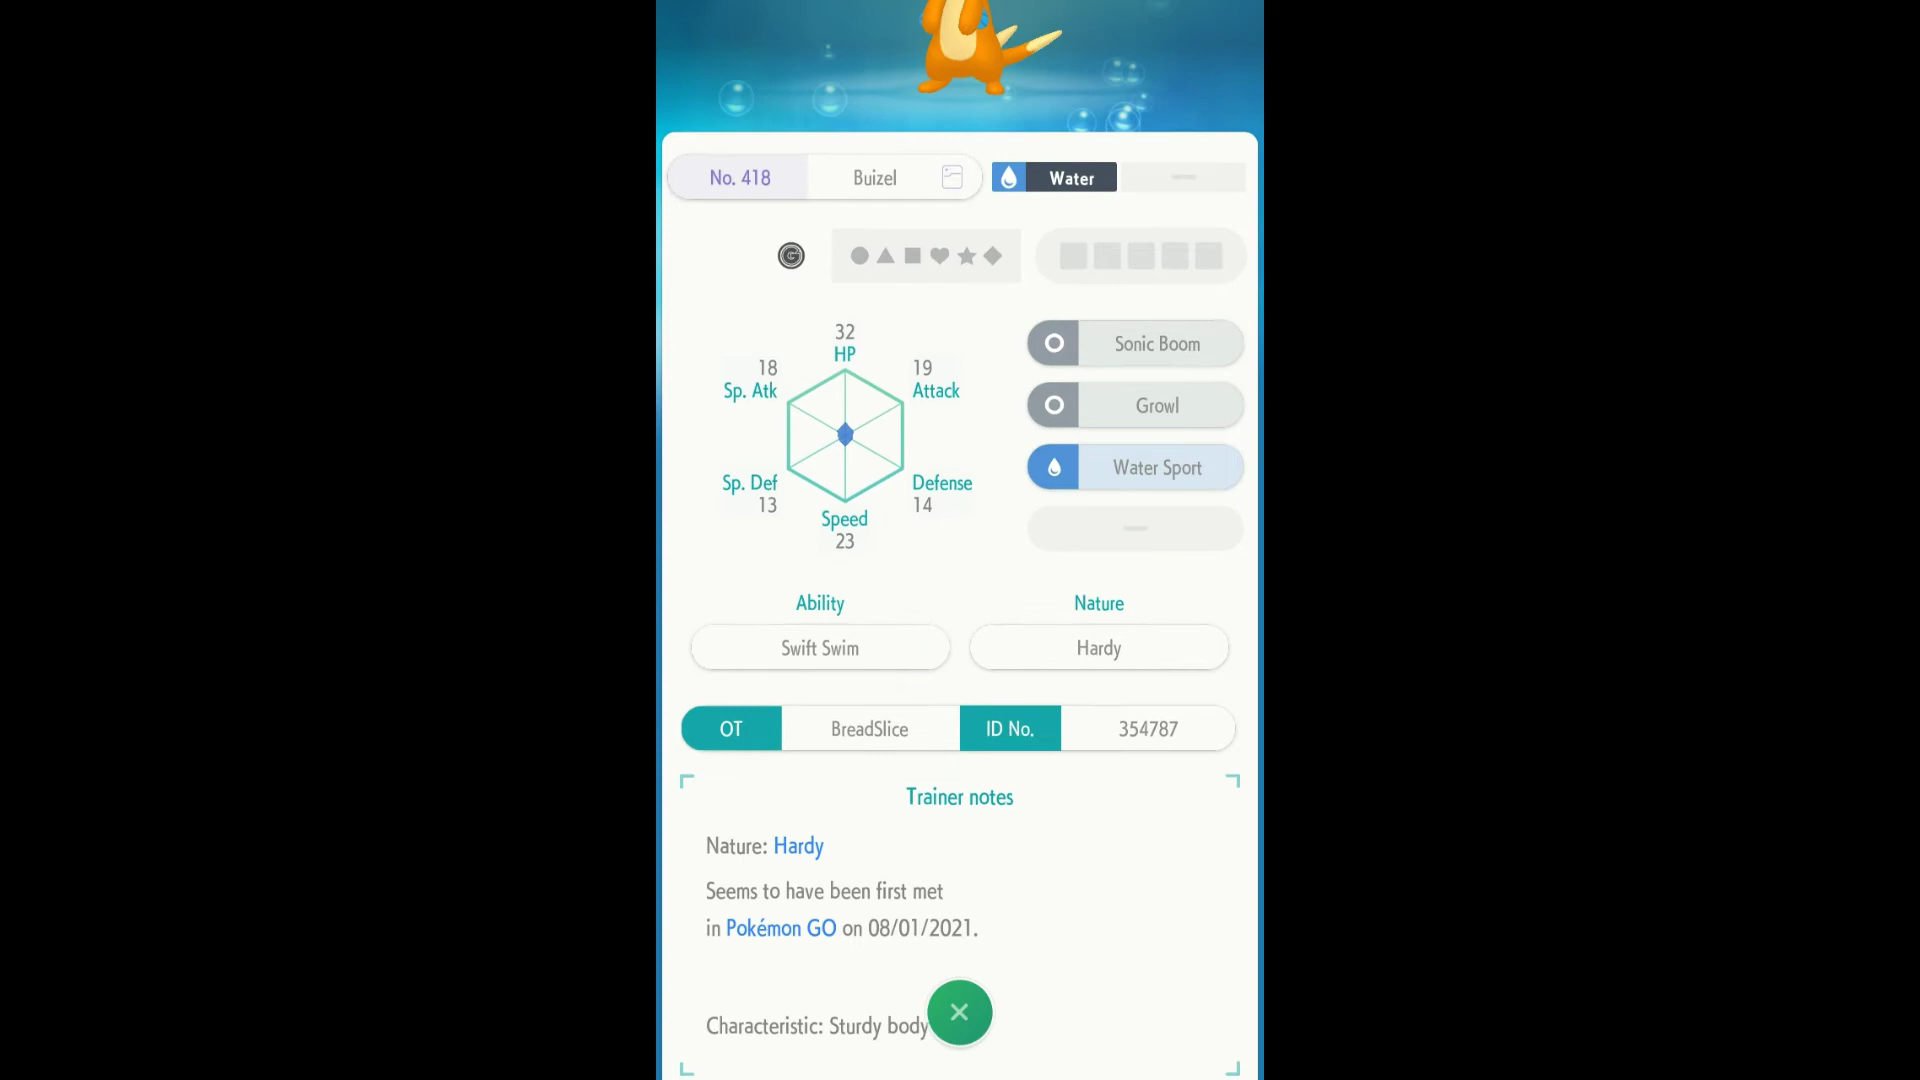 No. 418 Buizel Water
32
HP
18
Sp. Atk
19
Attack
Sp. Def
13
Defense
14
Speed
23
Sonic Boom
Growl
Water Sport
Ability
Swift Swim
Nature
Hardy
OT BreadSlice ID No. 354787
Trainer notes
Nature: Hardy
Seems to have been first met
in Pokémon GO on 08/01/2021.
Characteristic: Sturdy body